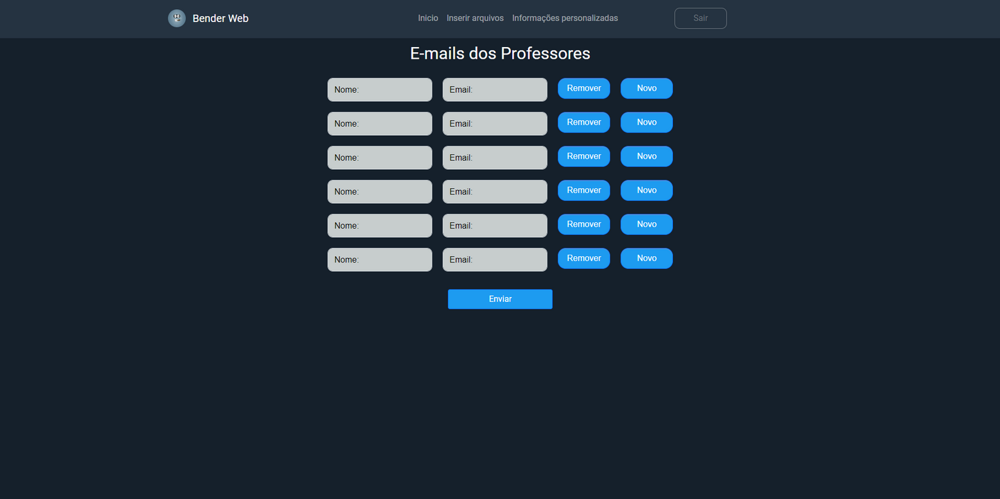 Bender Web Inicio Inserir arquivos Informações personalizadas Sair
E-mails dos Professores
Nome: Email: Remover Novo
Nome: Email: Remover Novo
Nome: Email: Remover Novo
Nome: Email: Remover Novo
Nome: Email: Remover Novo
Nome: Email: Remover Novo
Enviar